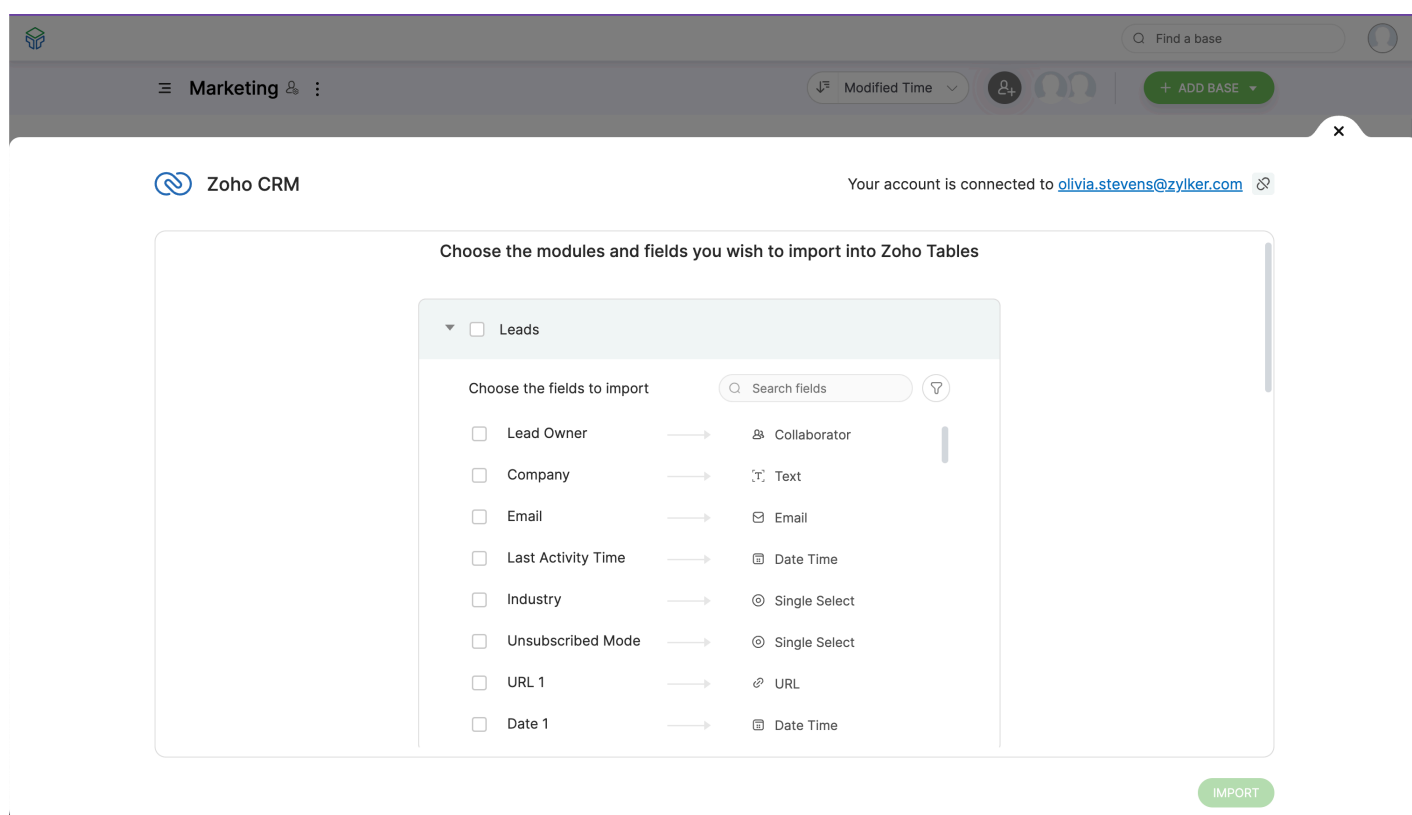 Find a base
Marketing
Modified Time
+ ADD BASE
Zoho CRM
Your account is connected to olivia.stevens@zylker.com
Choose the modules and fields you wish to import into Zoho Tables
Leads
Choose the fields to import
Search fields
Lead Owner Collaborator
Company Text
Email Email
Last Activity Time Date Time
Industry Single Select
Unsubscribed Mode Single Select
URL 1 URL
Date 1 Date Time
IMPORT